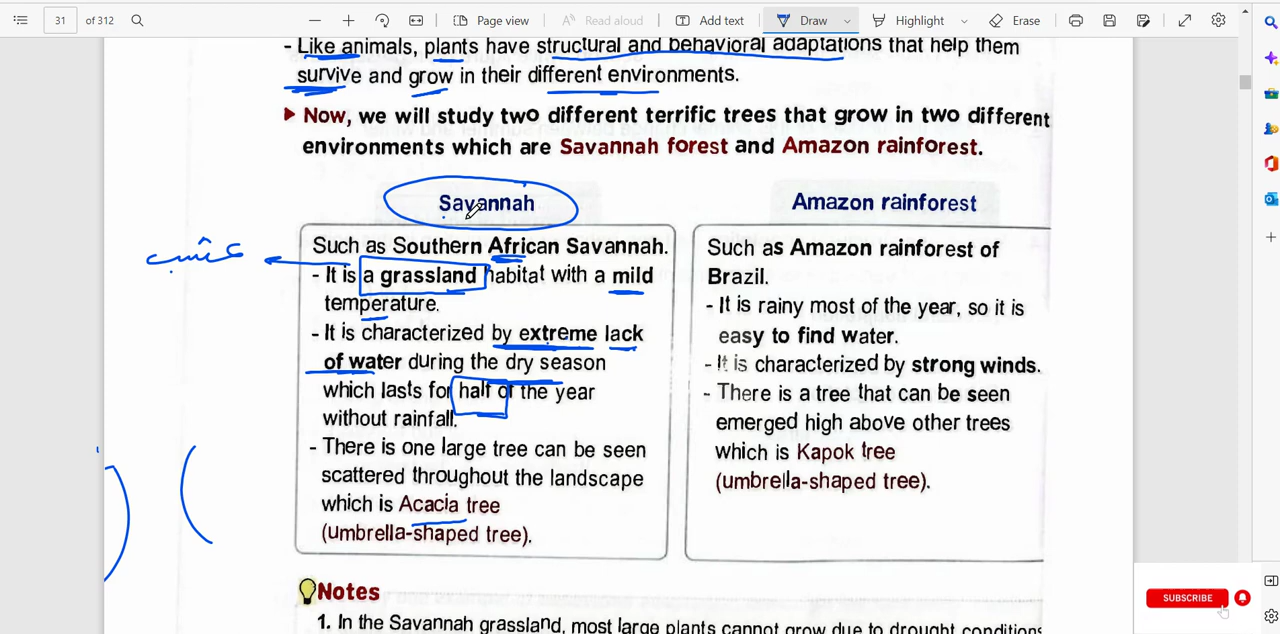 31 of 312
Page view
Read aloud
Add text
Draw
Highlight
Erase
- Like animals, plants have structural and behavioral adaptations that help them
survive and grow in their different environments.
Now, we will study two different terrific trees that grow in two different
environments which are Savannah forest and Amazon rainforest.
Savannah
Such as Southern African Savannah.
- It is a grassland habitat with a mild
temperature.
- It is characterized by extreme lack
of water during the dry season
which lasts for half of the year
without rainfall.
- There is one large tree can be seen
scattered throughout the landscape
which is Acacia tree
(umbrella-shaped tree).
عشب
Amazon rainforest
Such as Amazon rainforest of
Brazil.
- It is rainy most of the year, so it is
easy to find water.
- It is characterized by strong winds.
- There is a tree that can be seen
emerged high above other trees
which is Kapok tree
(umbrella-shaped tree).
Notes
1. In the Savannah grassland, most large plants cannot grow due to drought conditions
SUBSCRIBE